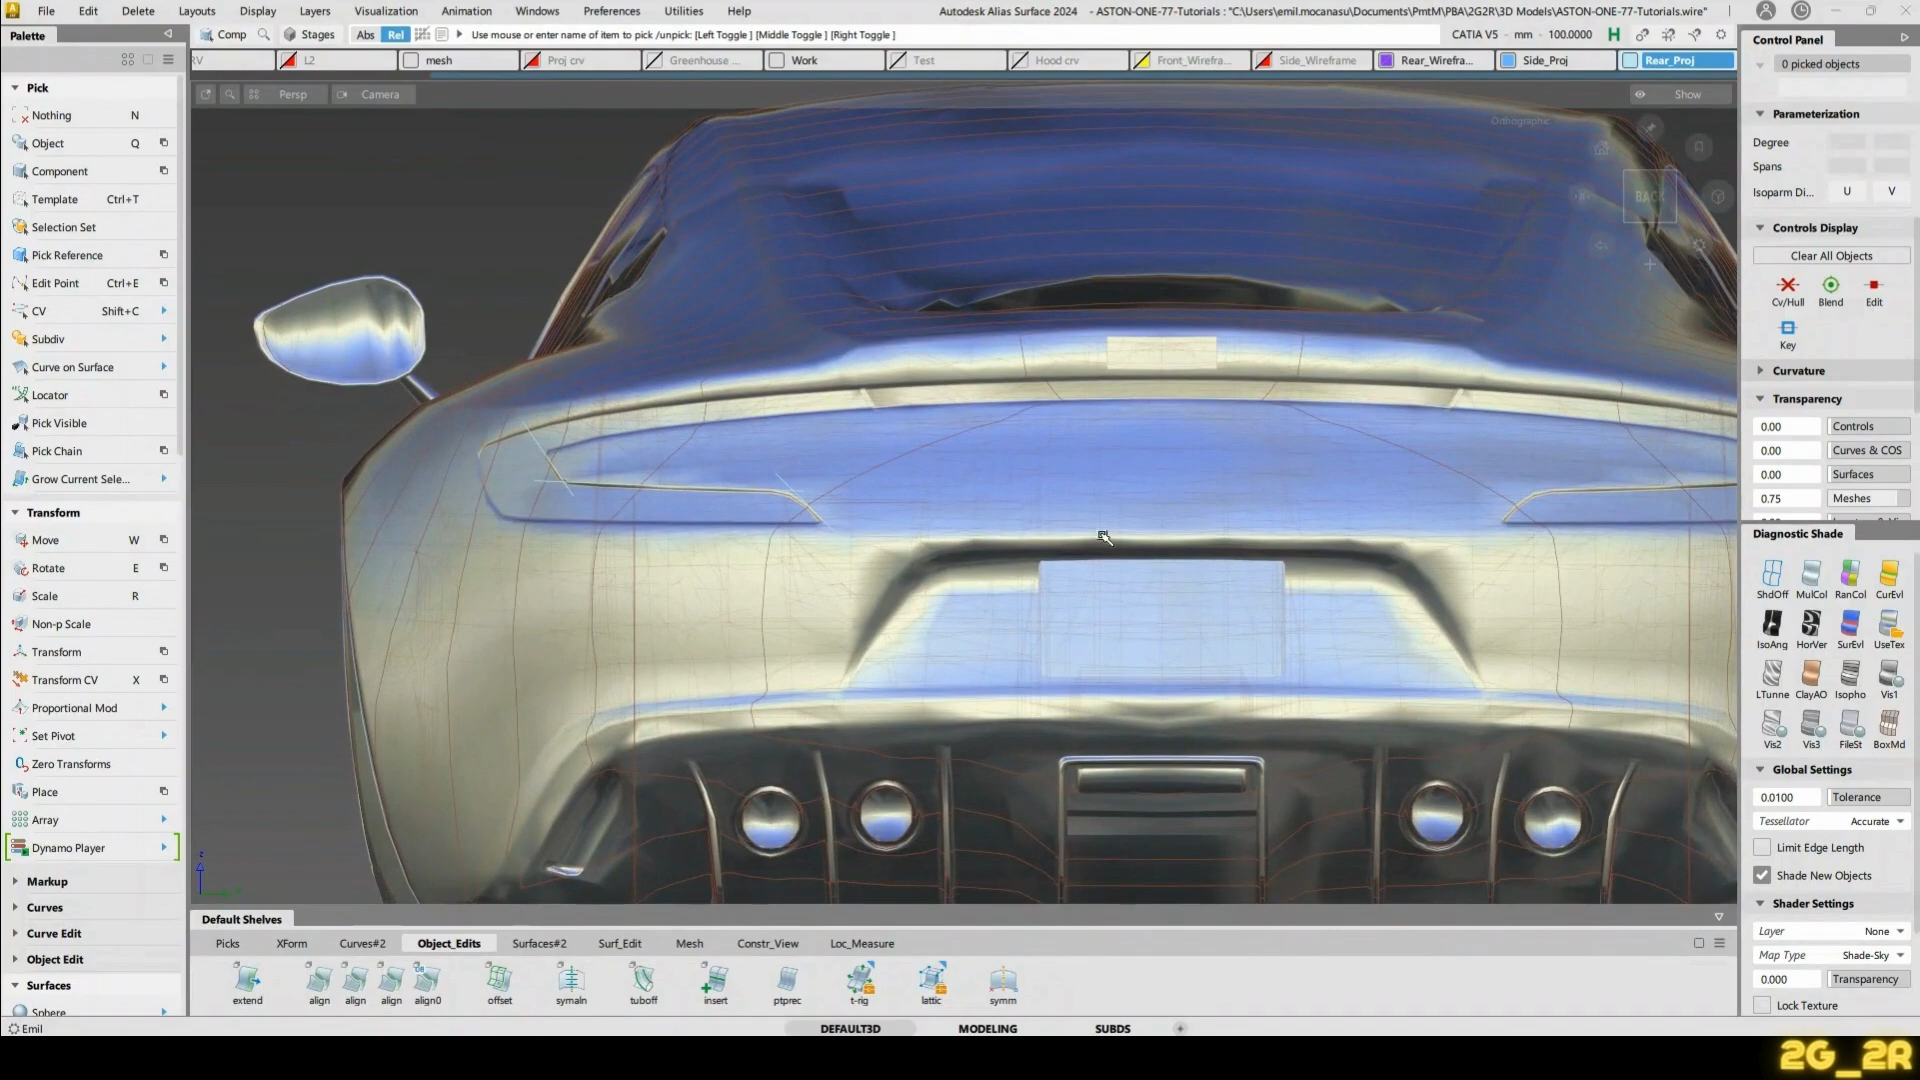 File Edit Delete Layouts Display Layers Visualization Animation Windows Preferences Utilities Help Autodesk Alias Surface 2024 - ASTON-ONE-77-Tutorials : "C:\Users\emil.mocanasu\Documents\PmtM\PBA\2G2R\3D Models\ASTON-ONE-77-Tutorials.wire"
Palette Comp Stages Abs Rel Use mouse or enter name of item to pick /unpick: [Left Toggle ] [Middle Toggle ] [Right Toggle ] CATIA V5 - mm - 100.0000 H
RV L2 mesh Proj crv Greenhouse ... Work Test Hood crv Front_Wirefra... Side_Wireframe Rear_Wirefra... Side_Proj Rear_Proj
Persp Camera Show
Orthographic
BACK
Pick
Nothing N
Object Q
Component
Template Ctrl+T
Selection Set
Pick Reference
Edit Point Ctrl+E
CV Shift+C
Subdiv
Curve on Surface
Locator
Pick Visible
Pick Chain
Grow Current Sele...
Transform
Move W
Rotate E
Scale R
Non-p Scale
Transform
Transform CV X
Proportional Mod
Set Pivot
Zero Transforms
Place
Array
Dynamo Player
Markup
Curves
Curve Edit
Object Edit
Surfaces
Sphere
Emil
z
Default Shelves
Picks XForm Curves#2 Object_Edits Surfaces#2 Surf_Edit Mesh Constr_View Loc_Measure
extend align align align align0 offset symaln tuboff insert ptprec t-rig lattic symm
DEFAULT3D MODELING SUBDS +
Control Panel
0 picked objects
Parameterization
Degree
Spans
Isoparm Di... U V
Controls Display
Clear All Objects
Cv/Hull Blend Edit
Key
Curvature
Transparency
0.00 Controls
0.00 Curves & COS
0.00 Surfaces
0.75 Meshes
Diagnostic Shade
ShdOff MulCol RanCol CurEvl
IsoAng HorVer SurEvl UseTex
LTunne ClayAO Isopho Vis1
Vis2 Vis3 FileSt BoxMd
Global Settings
0.0100 Tolerance
Tessellator Accurate
Limit Edge Length
Shade New Objects
Shader Settings
Layer None
Map Type Shade-Sky
0.000 Transparency
Lock Texture
2G_2R